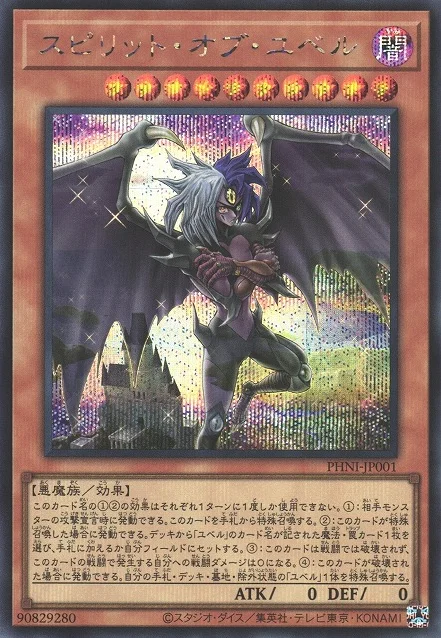 スピリット・オブ・ユベル
闇
PHNI-JP001
【悪魔族／効果】
このカード名の①②の効果はそれぞれ1ターンに1度しか使用できない。①：相手モンス
ターの攻撃宣言時に発動できる。このカードを手札から特殊召喚する。②：このカードが特殊
召喚した場合に発動できる。デッキから「ユベル」のカード名が記された魔法・罠カード1枚を
選び、手札に加えるか自分フィールドにセットする。③：このカードは戦闘では破壊されず、
このカードの戦闘で発生する自分への戦闘ダメージは0になる。④：このカードが破壊され
た場合に発動できる。自分の手札・デッキ・墓地・除外状態の「ユベル」1体を特殊召喚する。
ATK/ 0 DEF/ 0
90829280 ©スタジオ・ダイス／集英社・テレビ東京・KONAMI